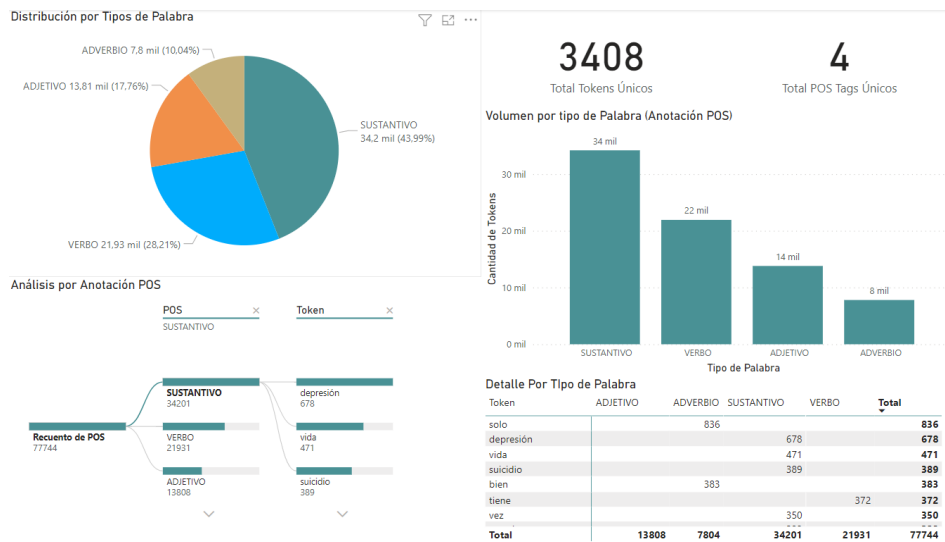 Distribución por Tipos de Palabra
ADVERBIO 7,8 mil (10,04%)
ADJETIVO 13,81 mil (17,76%)
SUSTANTIVO
34,2 mil (43,99%)
VERBO 21,93 mil (28,21%)
3408
Total Tokens Únicos
4
Total POS Tags Únicos
Volumen por tipo de Palabra (Anotación POS)
Cantidad de Tokens
30 mil
20 mil
10 mil
0 mil
34 mil
22 mil
14 mil
8 mil
SUSTANTIVO VERBO ADJETIVO ADVERBIO
Tipo de Palabra
Análisis por Anotación POS
POS × Token ×
SUSTANTIVO
Recuento de POS
77744
SUSTANTIVO
34201
VERBO
21931
ADJETIVO
13808
depresión
678
vida
471
suicidio
389
Detalle Por TIpo de Palabra
Token ADJETIVO ADVERBIO SUSTANTIVO VERBO Total
solo 836 836
depresión 678 678
vida 471 471
suicidio 389 389
bien 383 383
tiene 372 372
vez 350 350
Total 13808 7804 34201 21931 77744